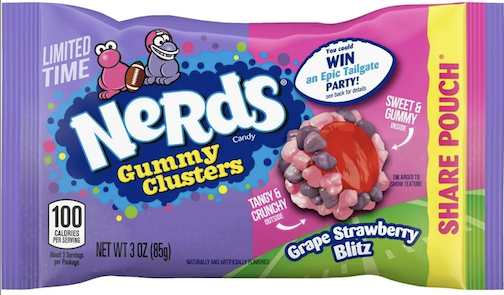 LIMITED
TIME
You could
WIN
an Epic Tailgate
PARTY!
see back for details
NeRdS®
Candy
Gummy
Clusters
SWEET &
GUMMY
INSIDE
ENLARGED TO
SHOW TEXTURE
TANGY &
CRUNCHY
OUTSIDE
Grape Strawberry
Blitz
SHARE POUCH®
100
CALORIES
PER SERVING
About 3 Servings
per Package
NET WT 3 OZ (85g)
NATURALLY AND ARTIFICIALLY FLAVORED